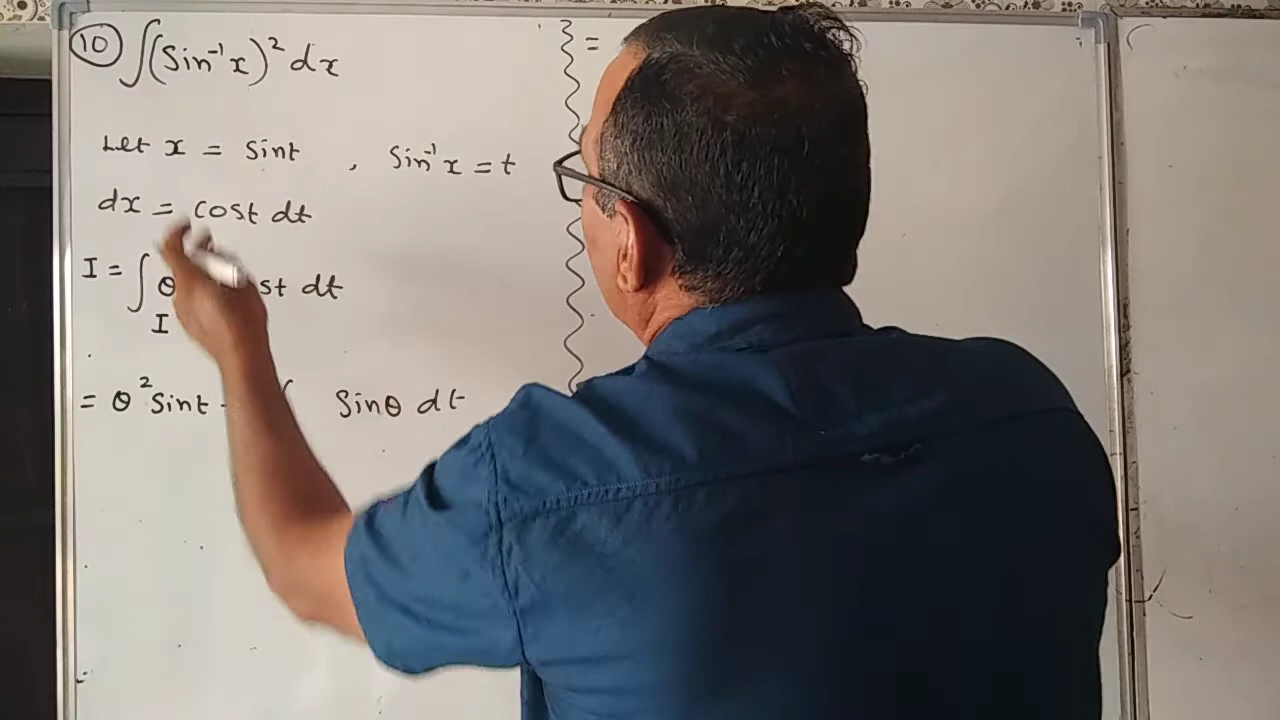 10 ∫(Sin⁻¹x)² dx
Let x = Sint , Sin⁻¹x = t
dx = cost dt
I = ∫ θ st dt
I
= θ² Sint - ∫ Sinθ dt
=